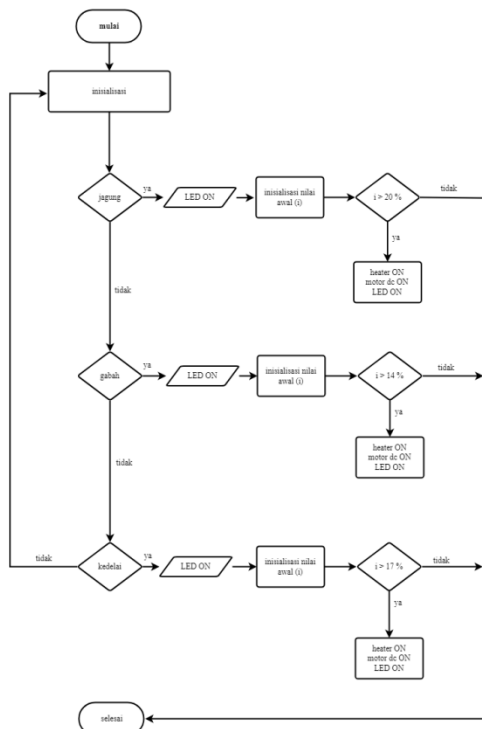 mulai
inisialisasi
jagung
ya
LED ON
inisialisasi nilai
awal (i)
i > 20 %
tidak
ya
heater ON
motor dc ON
LED ON
tidak
gabah
ya
LED ON
inisialisasi nilai
awal (i)
i > 14 %
tidak
ya
heater ON
motor dc ON
LED ON
tidak
tidak
kedelai
ya
LED ON
inisialisasi nilai
awal (i)
i > 17 %
tidak
ya
heater ON
motor dc ON
LED ON
selesai